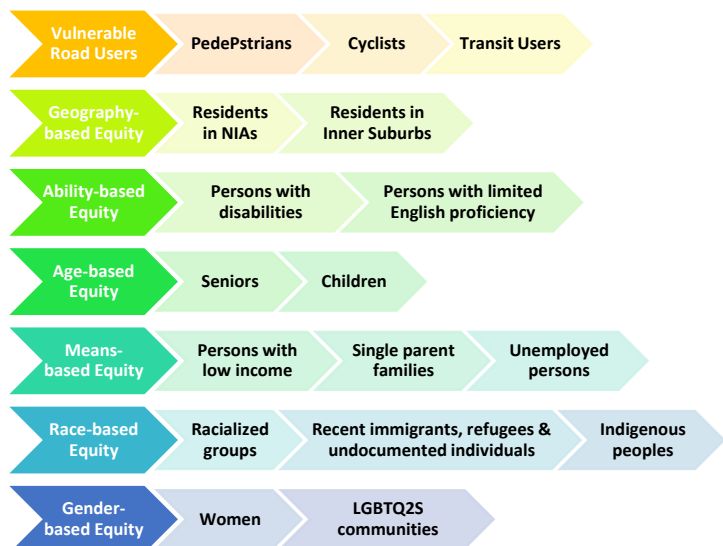 Vulnerable
Road Users
PedePstrians
Cyclists
Transit Users
Geography-
based Equity
Residents
in NIAs
Residents in
Inner Suburbs
Ability-based
Equity
Persons with
disabilities
Persons with limited
English proficiency
Age-based
Equity
Seniors
Children
Means-
based Equity
Persons with
low income
Single parent
families
Unemployed
persons
Race-based
Equity
Racialized
groups
Recent immigrants, refugees &
undocumented individuals
Indigenous
peoples
Gender-
based Equity
Women
LGBTQ2S
communities